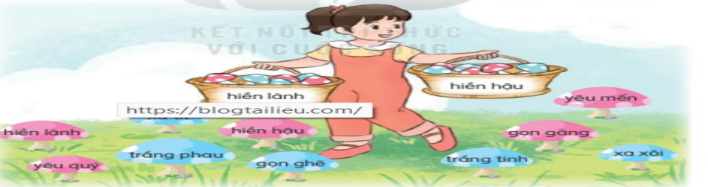 KẾT NỐI TRI THỨC
VỚI CUỘC SỐNG
hiền lành
hiền hậu
https://blogtailieu.com/
yêu mến
hiền lành
hiền hậu
gọn gàng
yêu quý
trắng phau
gọn ghẽ
trắng tinh
xa xôi